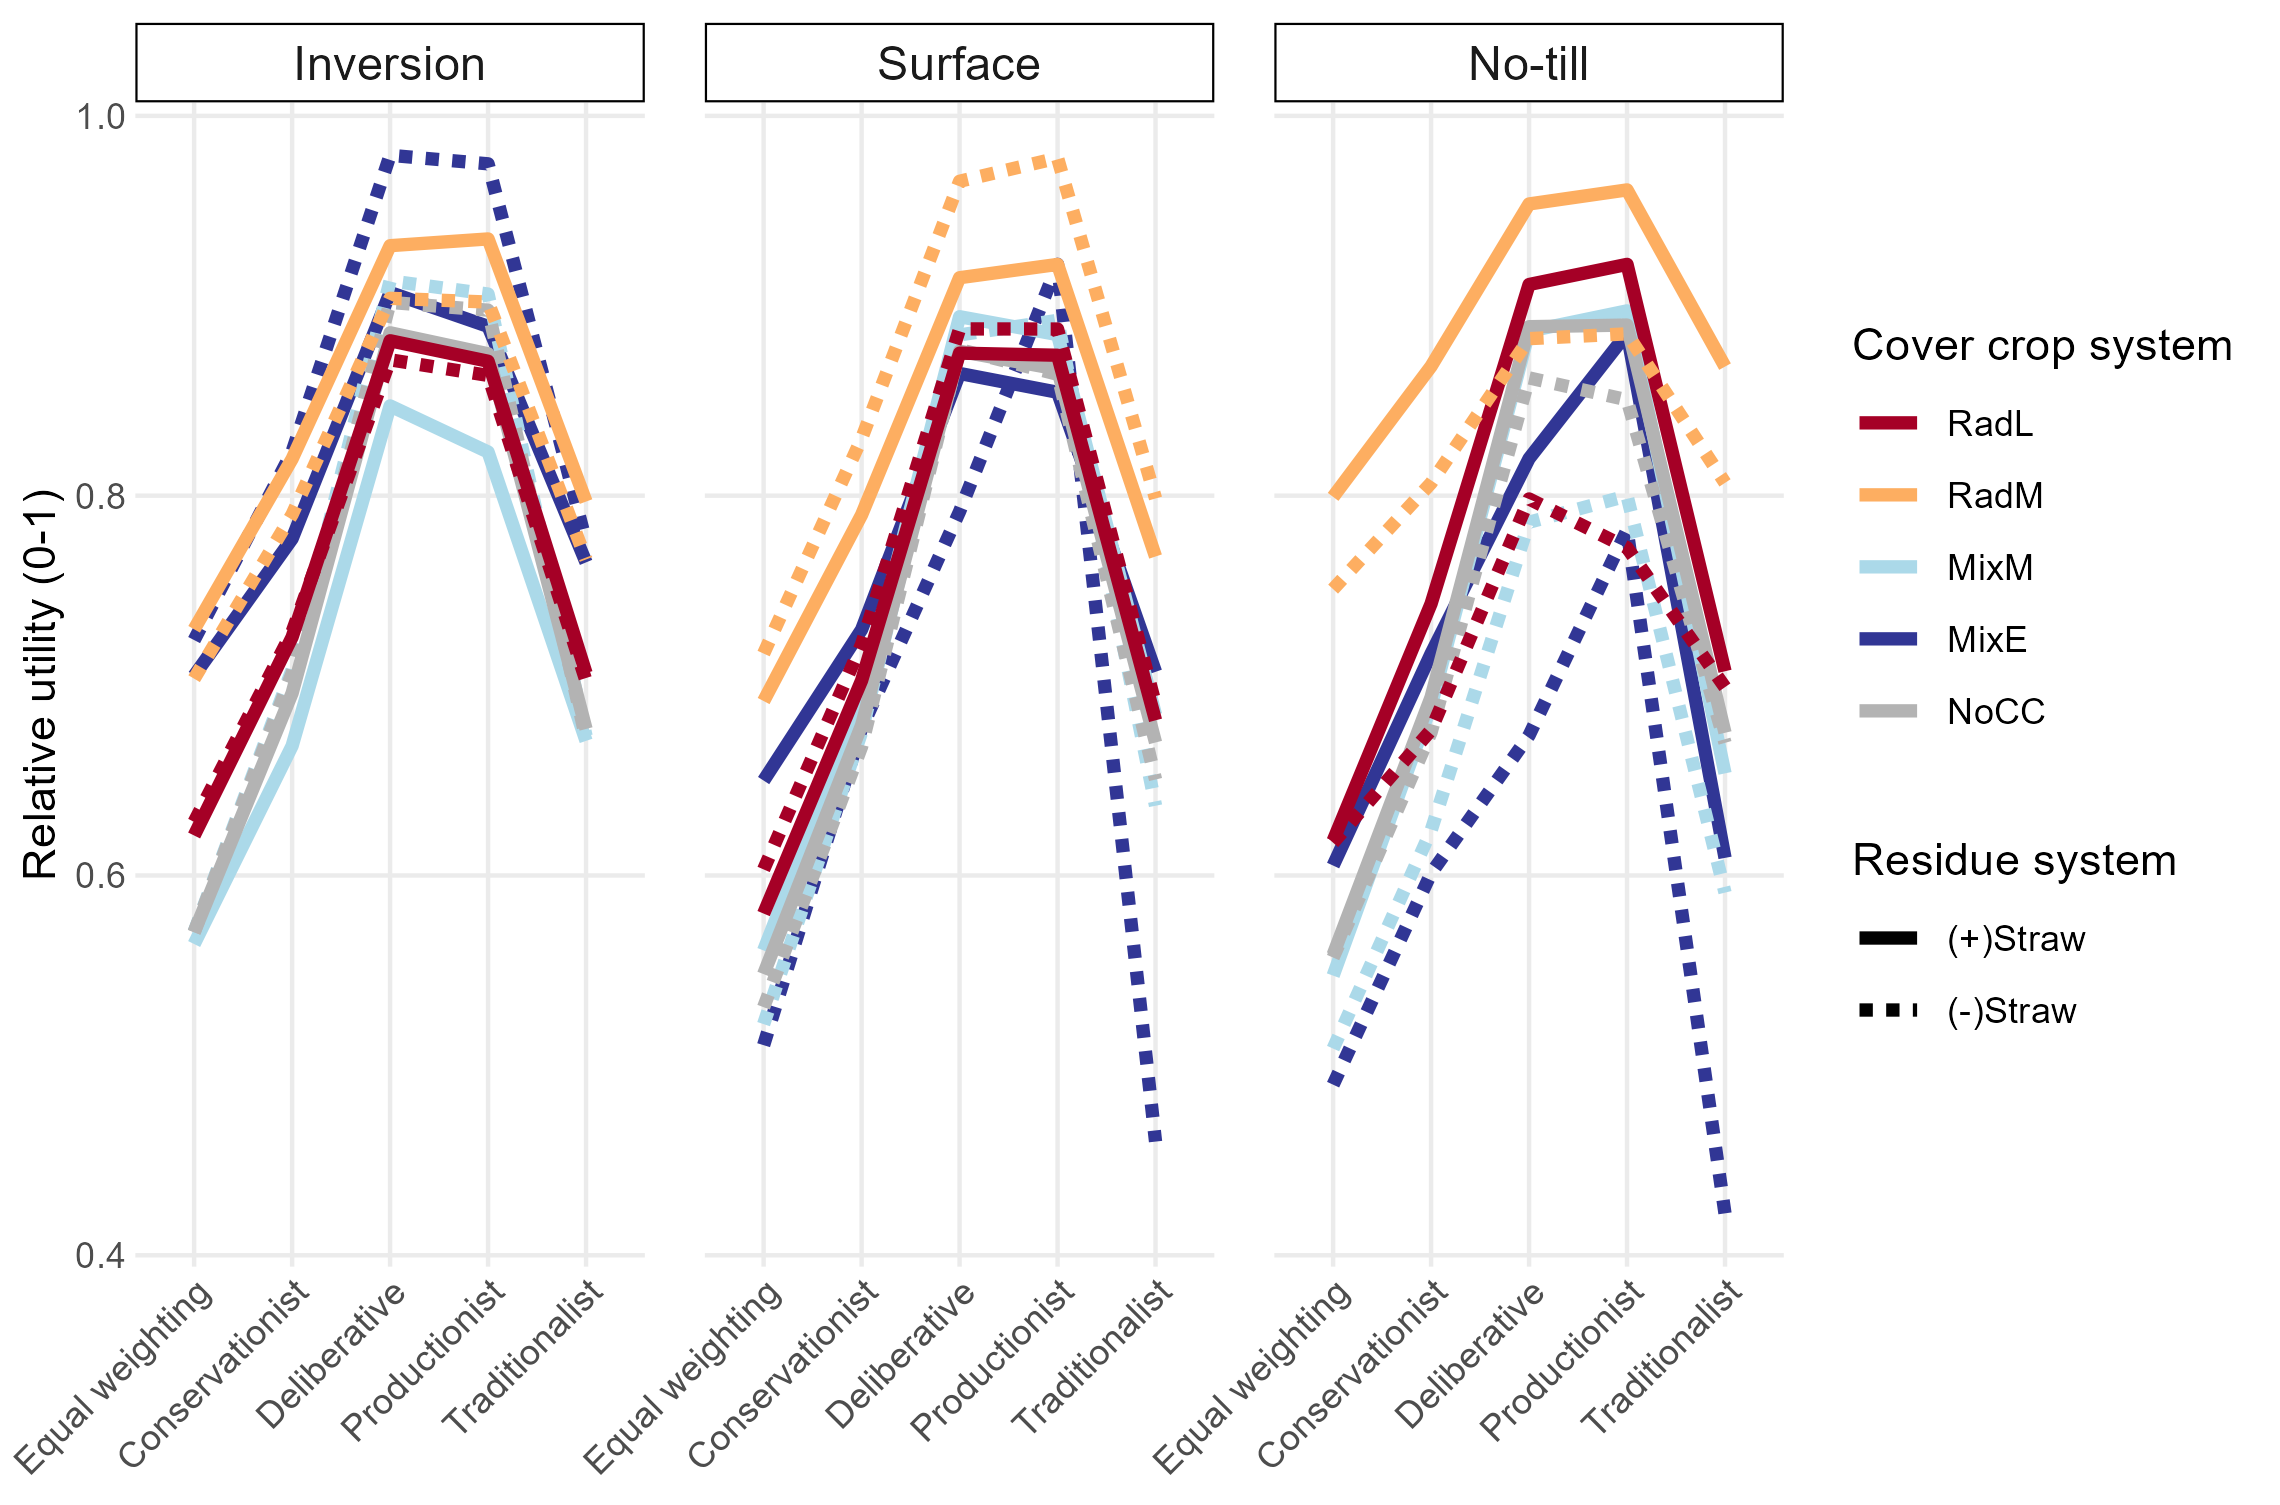 Inversion
Surface
No-till
1.0
0.8
0.6
0.4
Relative utility (0-1)
Equal weighting
Conservationist
Deliberative
Productionist
Traditionalist
Equal weighting
Conservationist
Deliberative
Productionist
Traditionalist
Equal weighting
Conservationist
Deliberative
Productionist
Traditionalist
Cover crop system
RadL
RadM
MixM
MixE
NoCC
Residue system
(+)Straw
(-)Straw